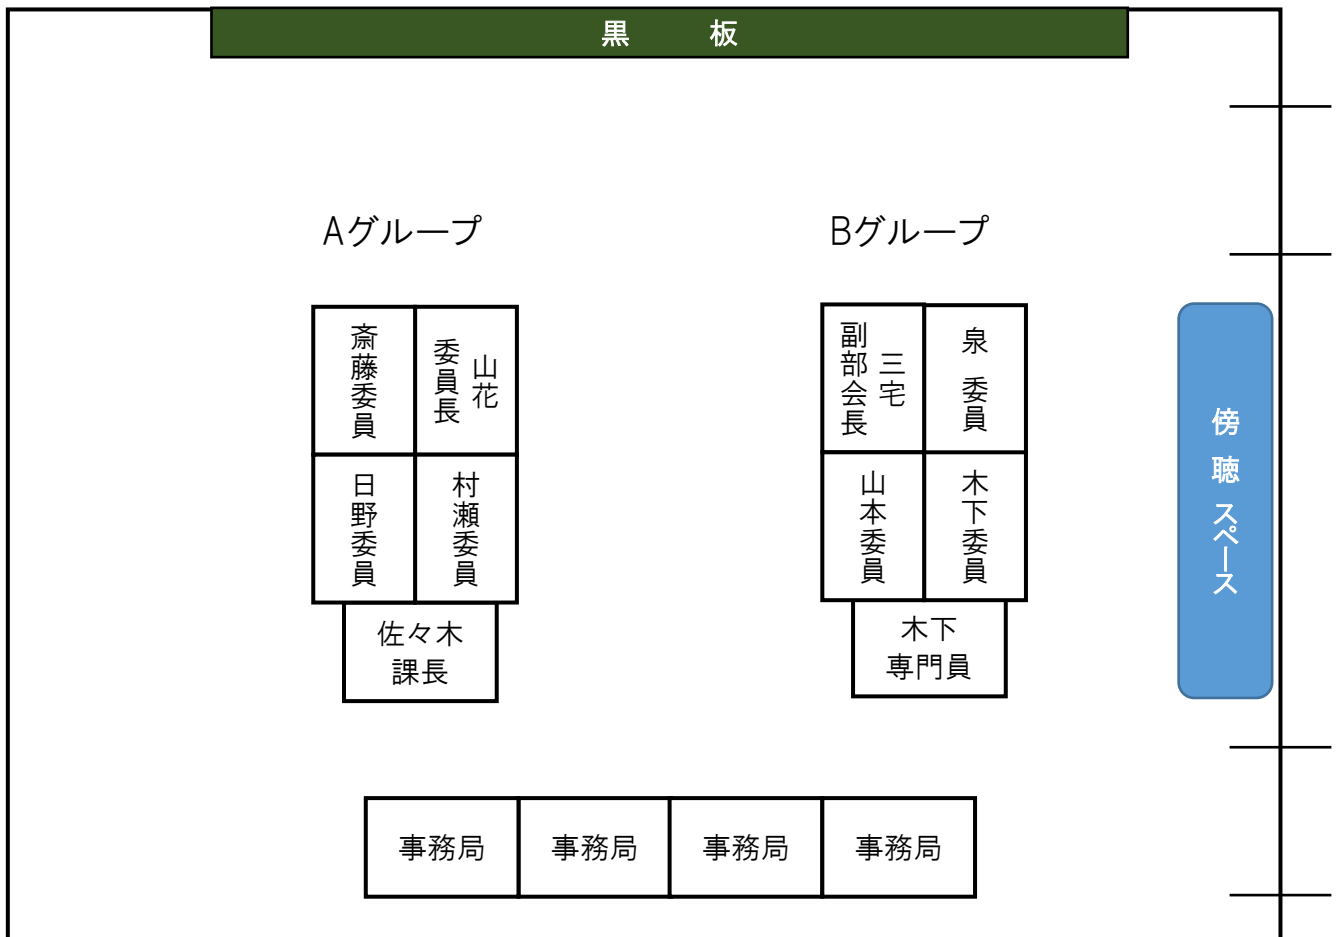 黒　板
Aグループ
Bグループ
斎藤委員
山花
委員長
日野委員
村瀬委員
佐々木
課長
三宅
副部会長
泉 委員
山本委員
木下委員
木下
専門員
傍 聴 スペース
事務局
事務局
事務局
事務局